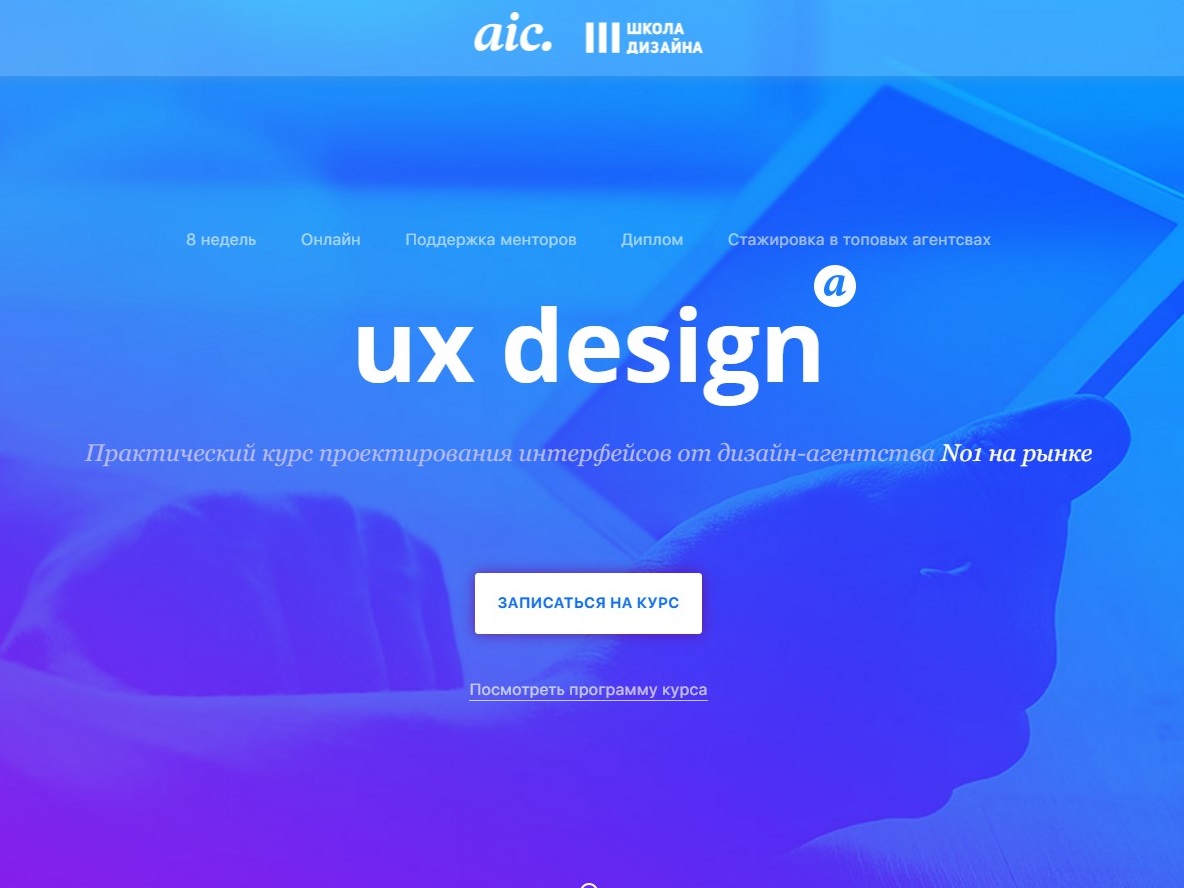 aic. ШКОЛА
ДИЗАЙНА
8 недель Онлайн Поддержка менторов Диплом Стажировка в топовых агентсвах
a
ux design
Практический курс проектирования интерфейсов от дизайн-агентства No1 на рынке
ЗАПИСАТЬСЯ НА КУРС
Посмотреть программу курса